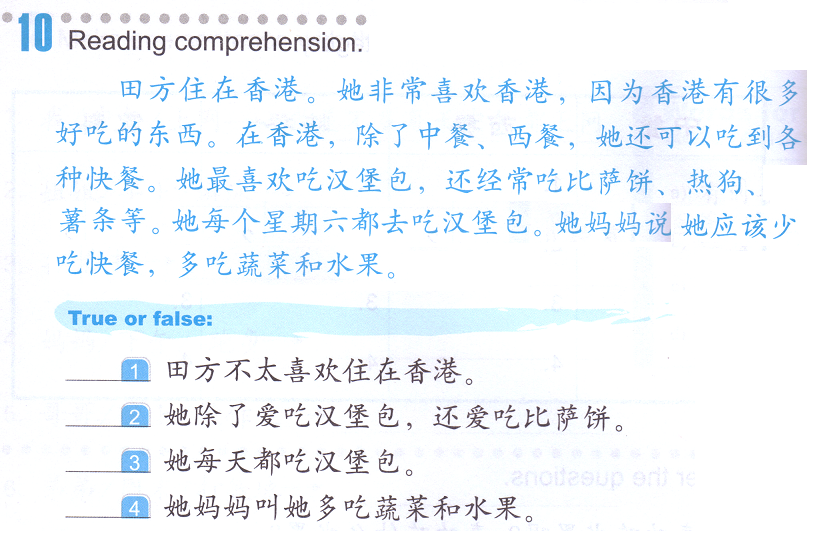 10 Reading comprehension.
田方住在香港。她非常喜欢香港，因为香港有很多
好吃的东西。在香港，除了中餐、西餐，她还可以吃到各
种快餐。她最喜欢吃汉堡包，还经常吃比萨饼、热狗、
薯条等。她每个星期六都去吃汉堡包。她妈妈说她应该少
吃快餐，多吃蔬菜和水果。
True or false:
1 田方不太喜欢住在香港。
2 她除了爱吃汉堡包，还爱吃比萨饼。
3 她每天都吃汉堡包。
4 她妈妈叫她多吃蔬菜和水果。